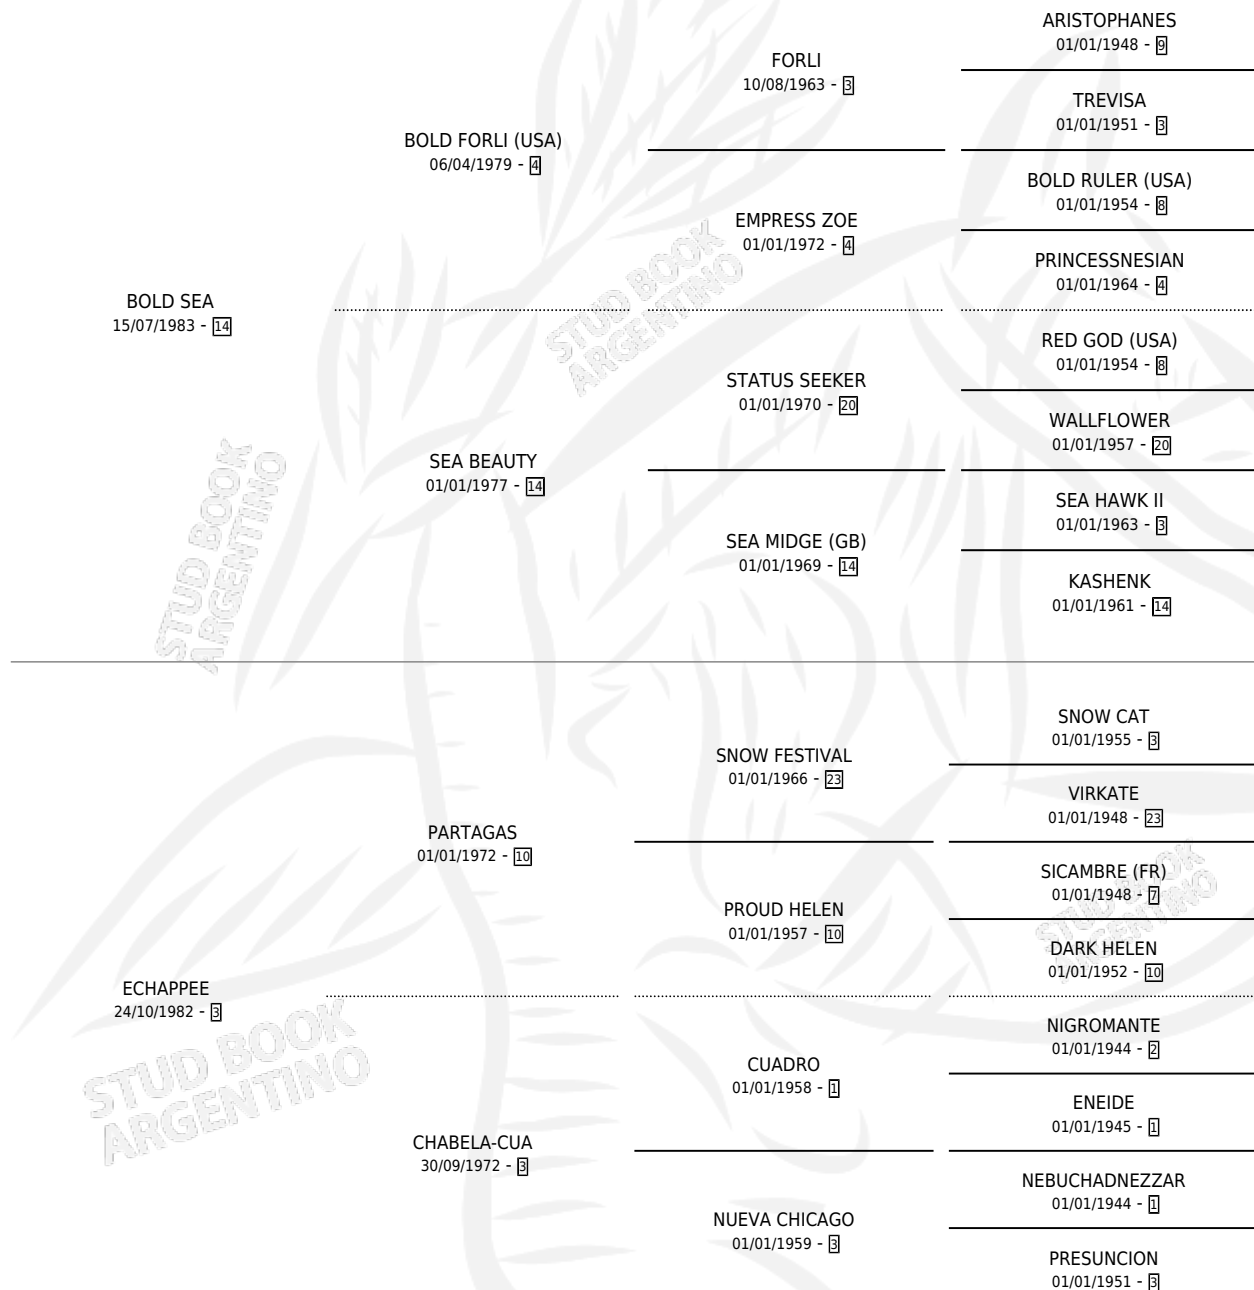 ARISTOPHANES
01/01/1948 - 9
FORLI
10/08/1963 - 3
TREVISA
01/01/1951 - 3
BOLD FORLI (USA)
06/04/1979 - 4
BOLD RULER (USA)
01/01/1954 - 8
EMPRESS ZOE
01/01/1972 - 4
PRINCESSNESIAN
01/01/1964 - 4
BOLD SEA
15/07/1983 - 14
RED GOD (USA)
01/01/1954 - 8
STATUS SEEKER
01/01/1970 - 20
WALLFLOWER
01/01/1957 - 20
SEA BEAUTY
01/01/1977 - 14
SEA HAWK II
01/01/1963 - 3
SEA MIDGE (GB)
01/01/1969 - 14
KASHENK
01/01/1961 - 14
SNOW CAT
01/01/1955 - 3
SNOW FESTIVAL
01/01/1966 - 23
VIRKATE
01/01/1948 - 23
PARTAGAS
01/01/1972 - 10
SICAMBRE (FR)
01/01/1948 - 7
PROUD HELEN
01/01/1957 - 10
DARK HELEN
01/01/1952 - 10
ECHAPPEE
24/10/1982 - 3
NIGROMANTE
01/01/1944 - 2
CUADRO
01/01/1958 - 1
ENEIDE
01/01/1945 - 1
CHABELA-CUA
30/09/1972 - 3
NEBUCHADNEZZAR
01/01/1944 - 1
NUEVA CHICAGO
01/01/1959 - 3
PRESUNCION
01/01/1951 - 3
STUD BOOK
ARGENTINO
STUD BOOK
ARGENTINO
STUD BOOK
ARGENTINO
STUD BOOK
ARGENTINO